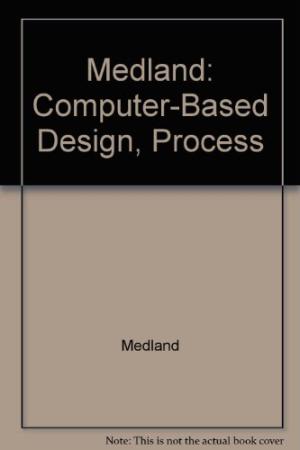 Medland:
Computer-Based
Design, Process
Medland
Note: This is not the actual book cover